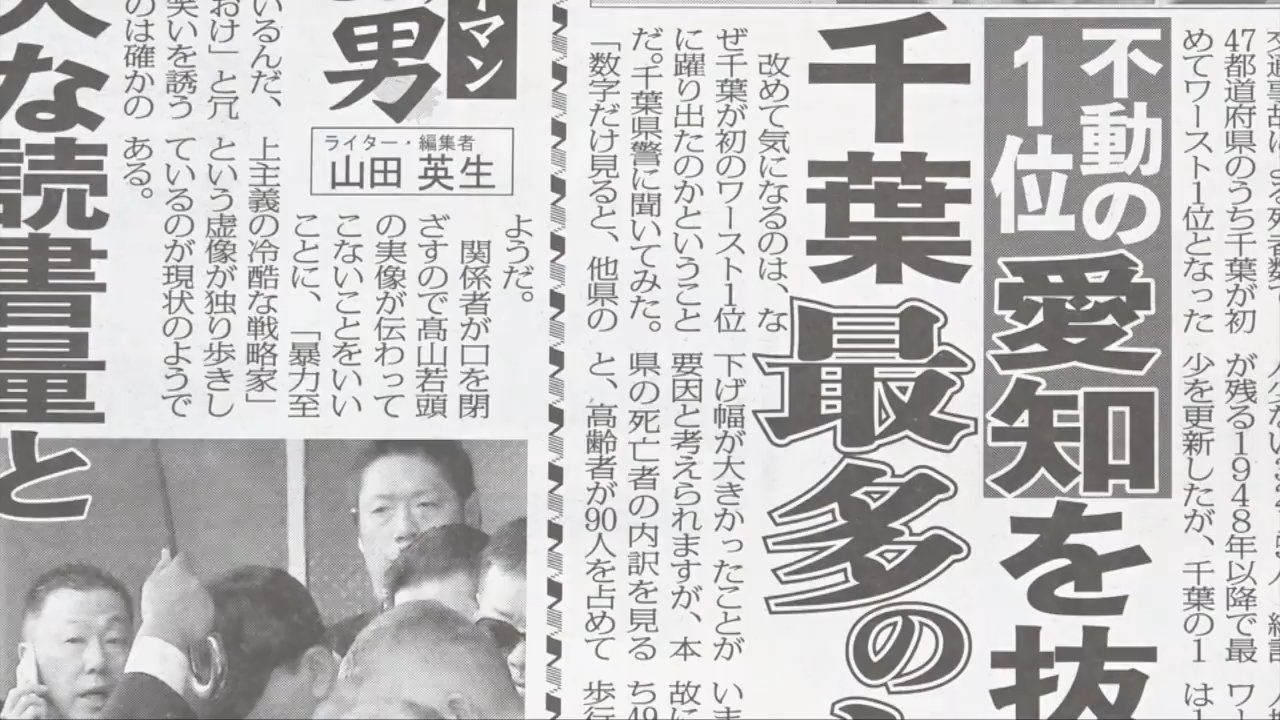 47都道府県のうち千葉が初
めてワースト1位となった
が残る1948年以降で最
少を更新したが、千葉の1
不動の
1位
愛知を抜
千葉
最多の
改めて気になるのは、な
ぜ千葉が初のワースト1位
に躍り出たのかということ
だ。千葉県警に聞いてみた。
「数字だけ見ると、他県の
下げ幅が大きかったことが
要因と考えられますが、本
県の死亡者の内訳を見る
と、高齢者が90人を占めて
いま
故に
ち49
歩行
マン
男
ライター・編集者
山田 英生
ようだ。
関係者が口を閉
ざすので髙山若頭
の実像が伝わって
こないことをいい
ことに、「暴力至
上主義の冷酷な戦略家」
という虚像が独り歩きし
ているのが現状のようで
ある。
いるんだ、
おけ」と冗
笑いを誘う
のは確かの
な読書量と